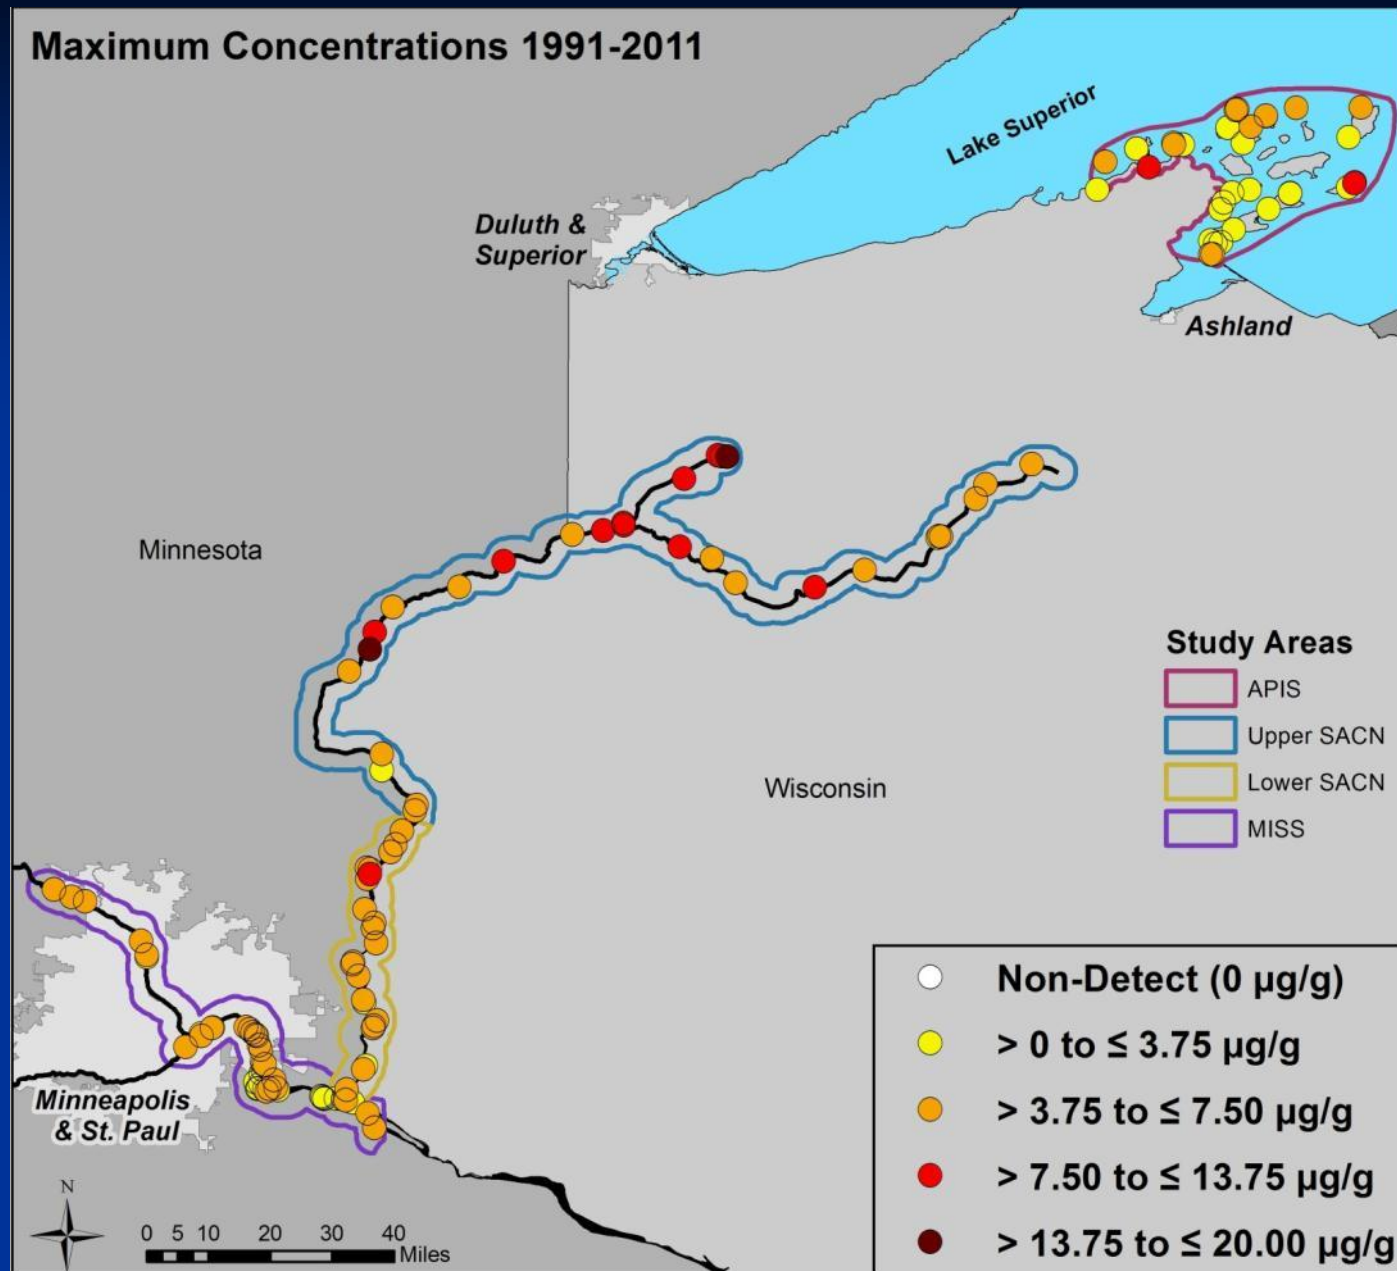 Maximum Concentrations 1991-2011
Lake Superior
Duluth &
Superior
Ashland
Minnesota
Wisconsin
Study Areas
APIS
Upper SACN
Lower SACN
MISS
Minneapolis
& St. Paul
Non-Detect (0 µg/g)
> 0 to ≤ 3.75 µg/g
> 3.75 to ≤ 7.50 µg/g
> 7.50 to ≤ 13.75 µg/g
> 13.75 to ≤ 20.00 µg/g
N
0 5 10 20 30 40
Miles